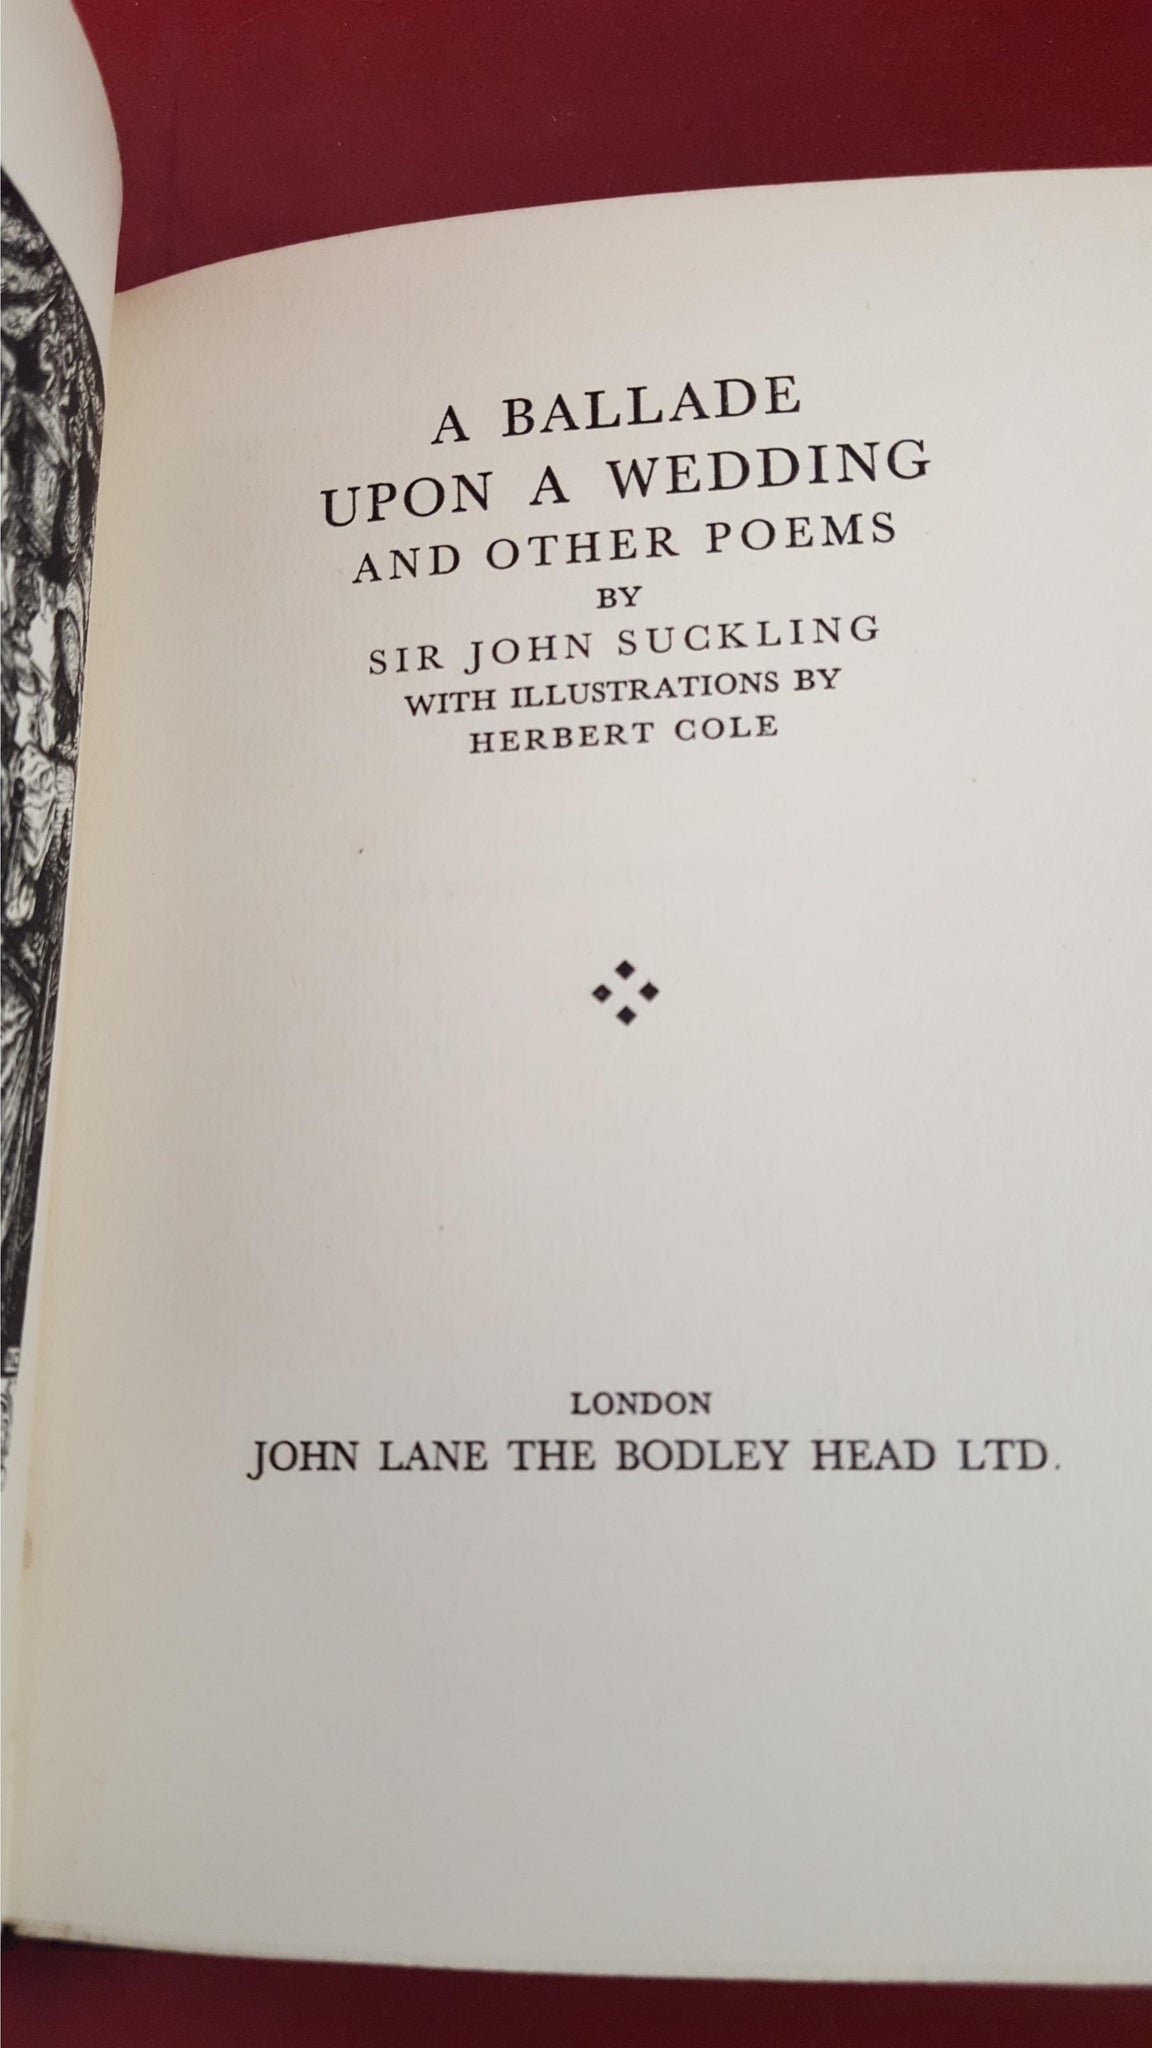 A BALLADE
UPON A WEDDING
AND OTHER POEMS
BY
SIR JOHN SUCKLING
WITH ILLUSTRATIONS BY
HERBERT COLE
LONDON
JOHN LANE THE BODLEY HEAD LTD.